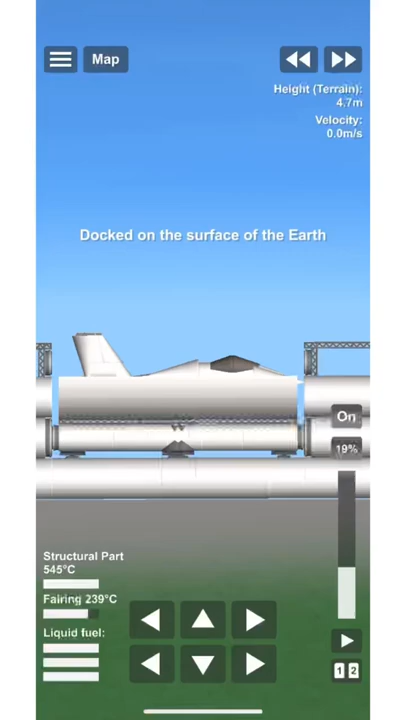 Map
Height (Terrain):
4.7m
Velocity:
0.0m/s
Docked on the surface of the Earth
On
19%
Structural Part
545°C
Fairing 239°C
Liquid fuel:
1 2